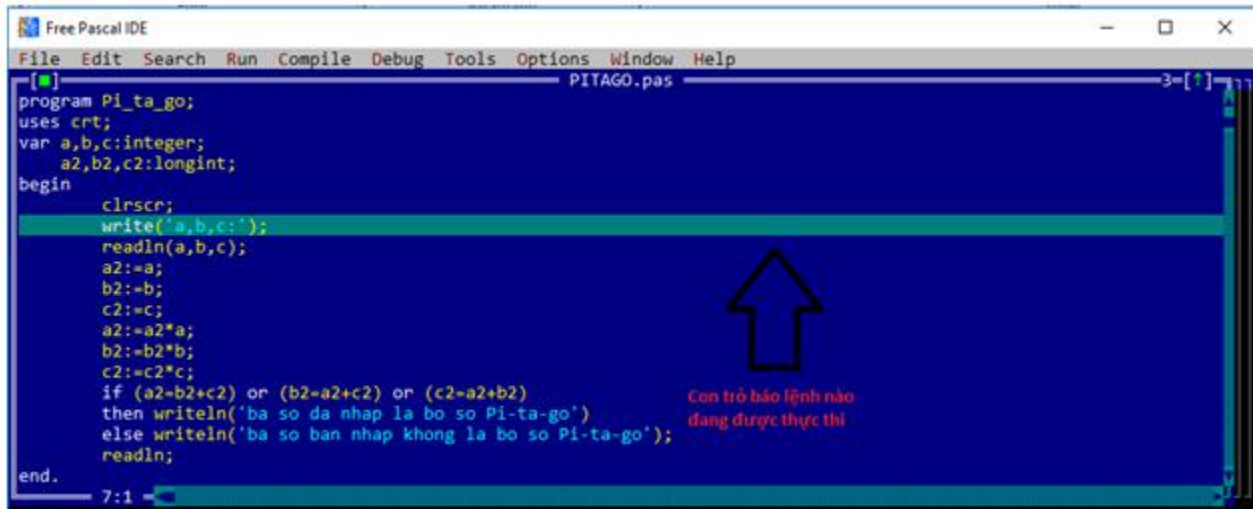 Free Pascal IDE
File Edit Search Run Compile Debug Tools Options Window Help
PITAGO.pas 3=[↑]
program Pi_ta_go;
uses crt;
var a,b,c:integer;
a2,b2,c2:longint;
begin
clrscr;
write('a,b,c:');
readln(a,b,c);
a2:=a;
b2:=b;
c2:=c;
a2:=a2*a;
b2:=b2*b;
c2:=c2*c;
if (a2=b2+c2) or (b2=a2+c2) or (c2=a2+b2)
then writeln('ba so da nhap la bo so Pi-ta-go')
else writeln('ba so ban nhap khong la bo so Pi-ta-go');
readln;
end.
Con trỏ báo lệnh nào
đang được thực thi
7:1